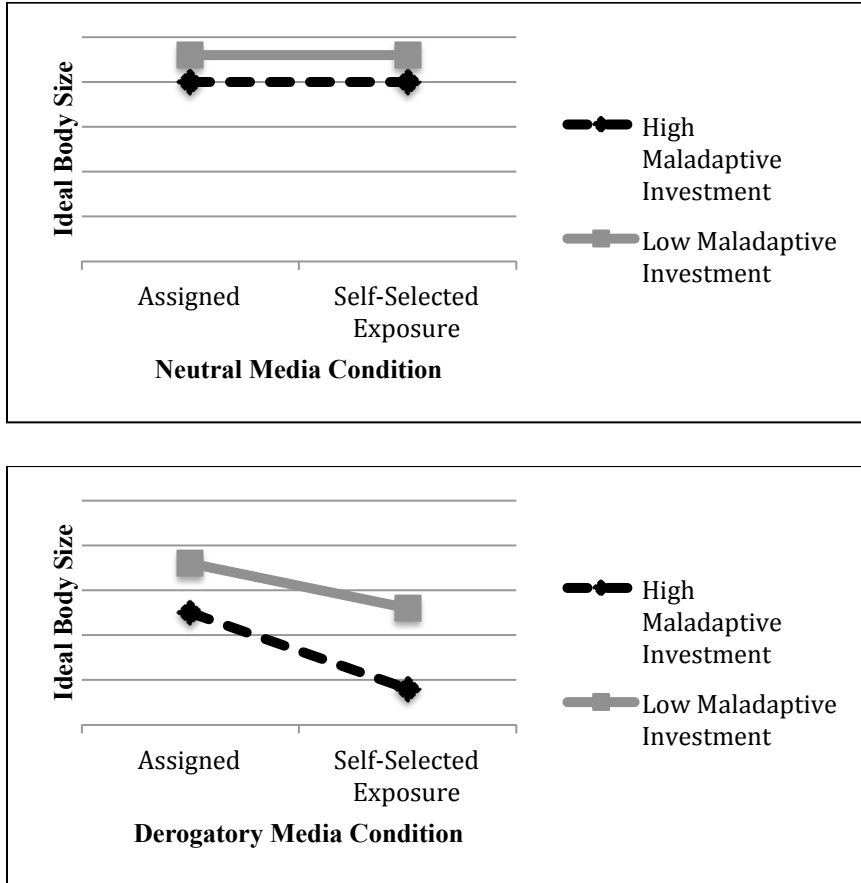 Ideal Body Size
Assigned
Self-Selected
Exposure
Neutral Media Condition
High
Maladaptive
Investment
Low Maladaptive
Investment
Ideal Body Size
Assigned
Self-Selected
Exposure
Derogatory Media Condition
High
Maladaptive
Investment
Low Maladaptive
Investment